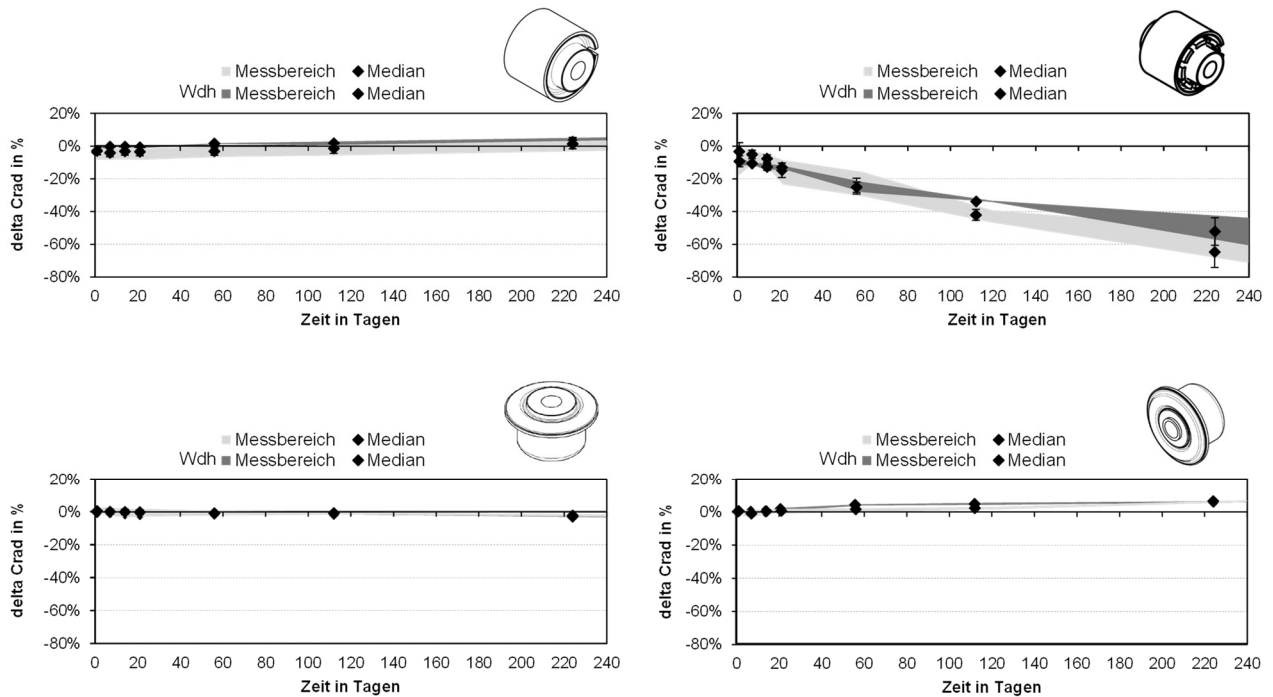 Messbereich Median
Wdh Messbereich Median
20%
0%
-20%
-40%
-60%
-80%
delta Crad in %
0 20 40 60 80 100 120 140 160 180 200 220 240
Zeit in Tagen
Messbereich Median
Wdh Messbereich Median
20%
0%
-20%
-40%
-60%
-80%
delta Crad in %
0 20 40 60 80 100 120 140 160 180 200 220 240
Zeit in Tagen
Messbereich Median
Wdh Messbereich Median
20%
0%
-20%
-40%
-60%
-80%
delta Crad in %
0 20 40 60 80 100 120 140 160 180 200 220 240
Zeit in Tagen
Messbereich Median
Wdh Messbereich Median
20%
0%
-20%
-40%
-60%
-80%
delta Crad in %
0 20 40 60 80 100 120 140 160 180 200 220 240
Zeit in Tagen